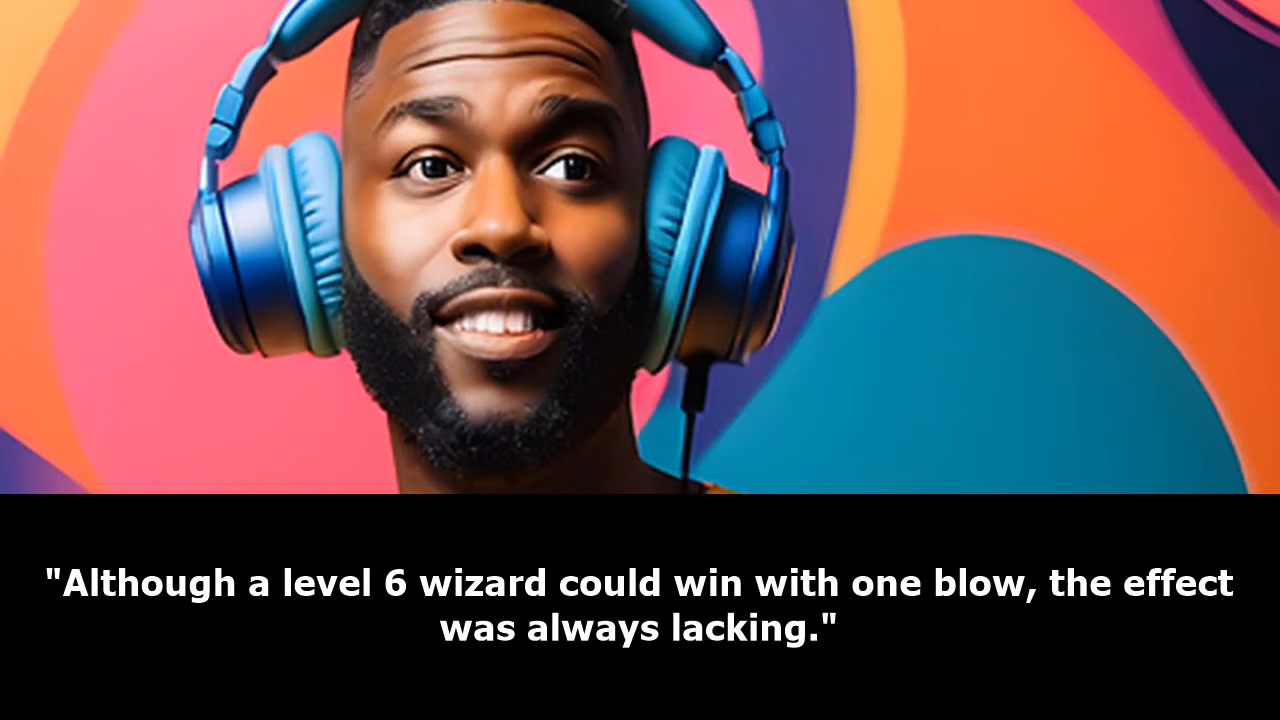 "Although a level 6 wizard could win with one blow, the effect
was always lacking."